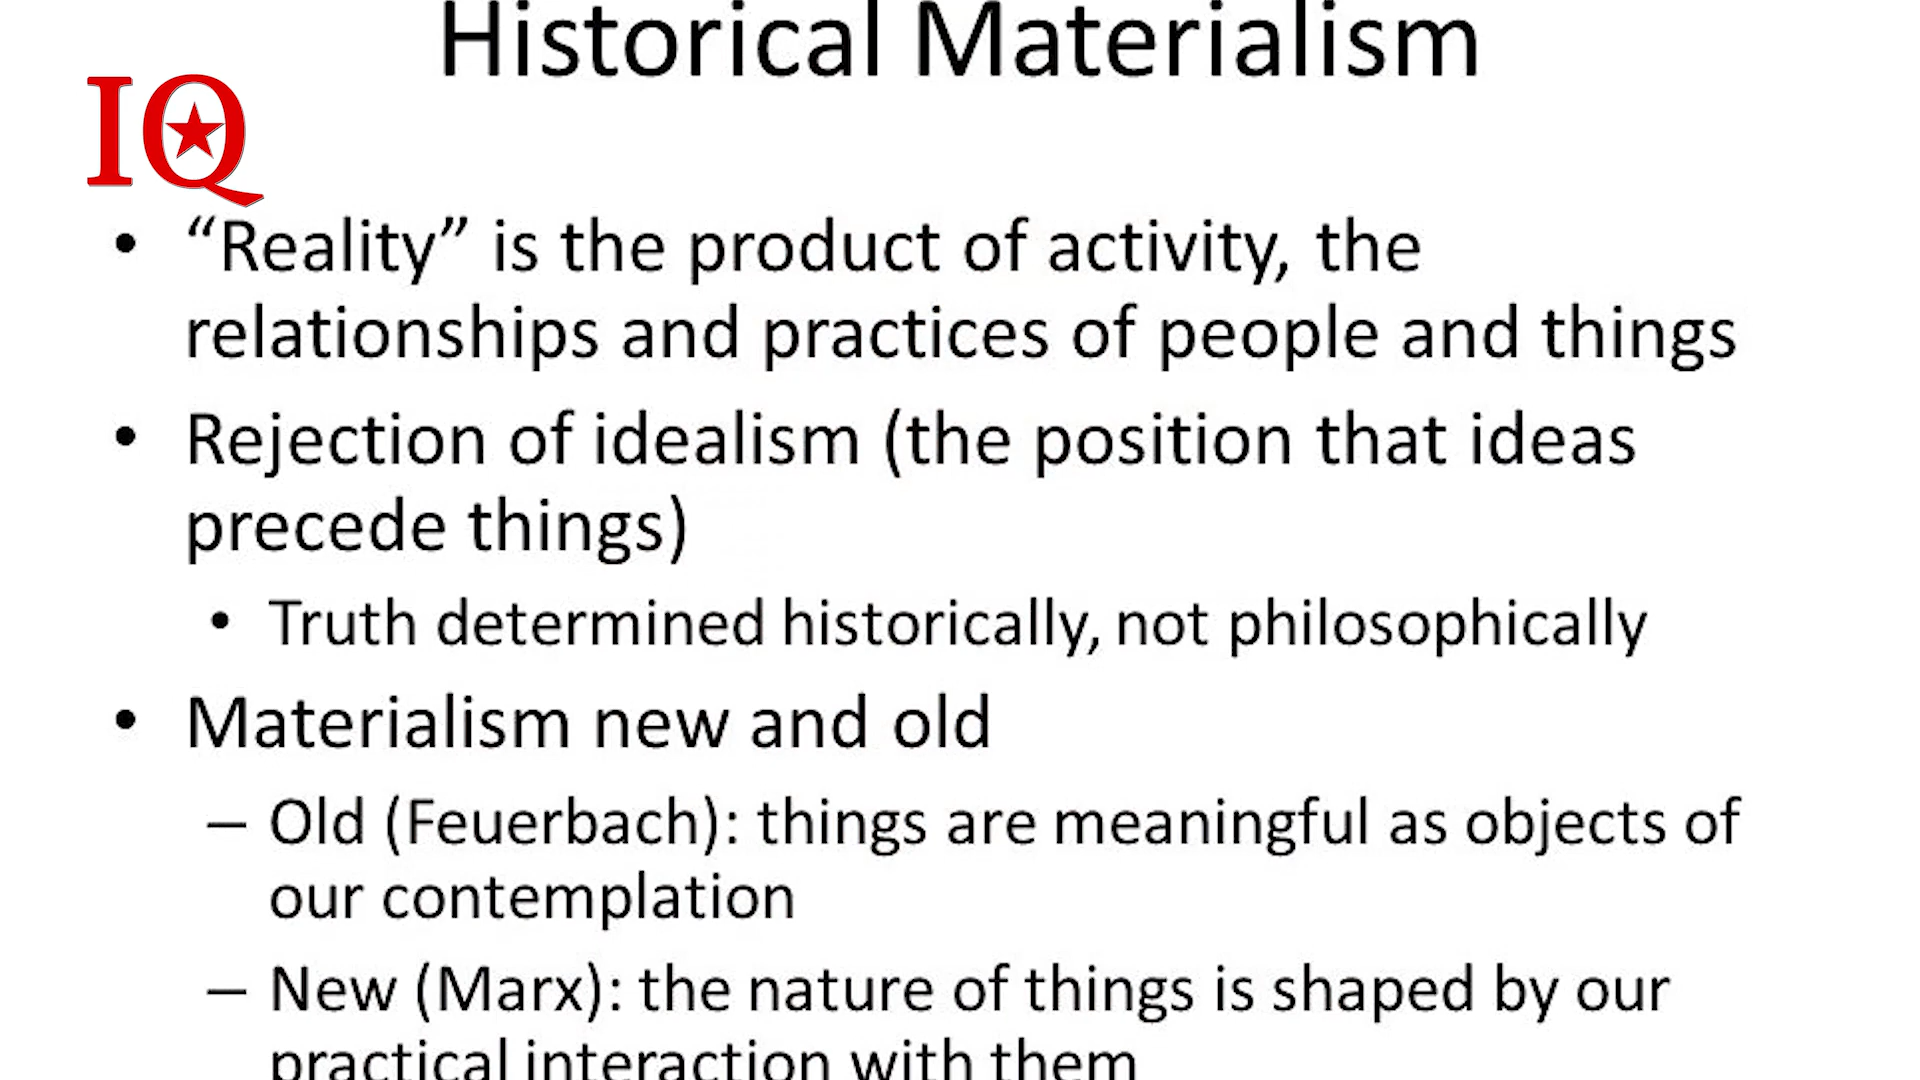 Historical Materialism
IQ
• “Reality” is the product of activity, the
relationships and practices of people and things
• Rejection of idealism (the position that ideas
precede things)
• Truth determined historically, not philosophically
• Materialism new and old
– Old (Feuerbach): things are meaningful as objects of
our contemplation
– New (Marx): the nature of things is shaped by our
practical interaction with them